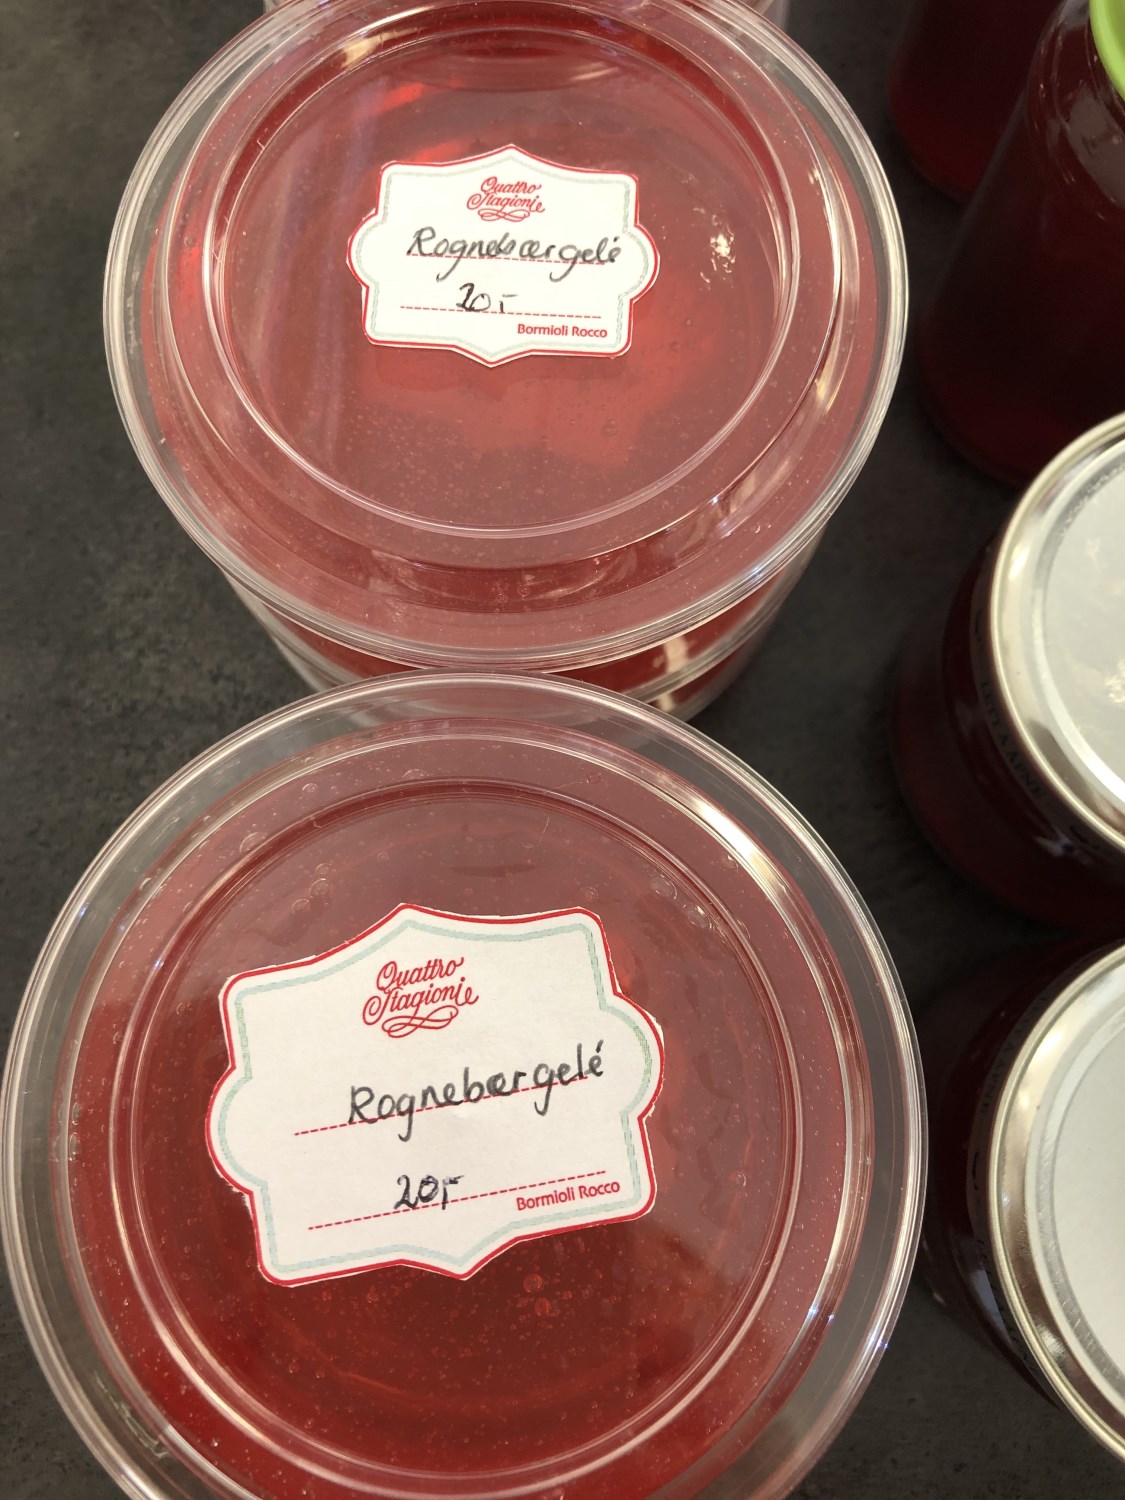 Quattro
Stagioni
Rognebærgelé
20,-
Bormioli Rocco
Quattro
Stagioni
Rognebærgelé
20,-
Bormioli Rocco